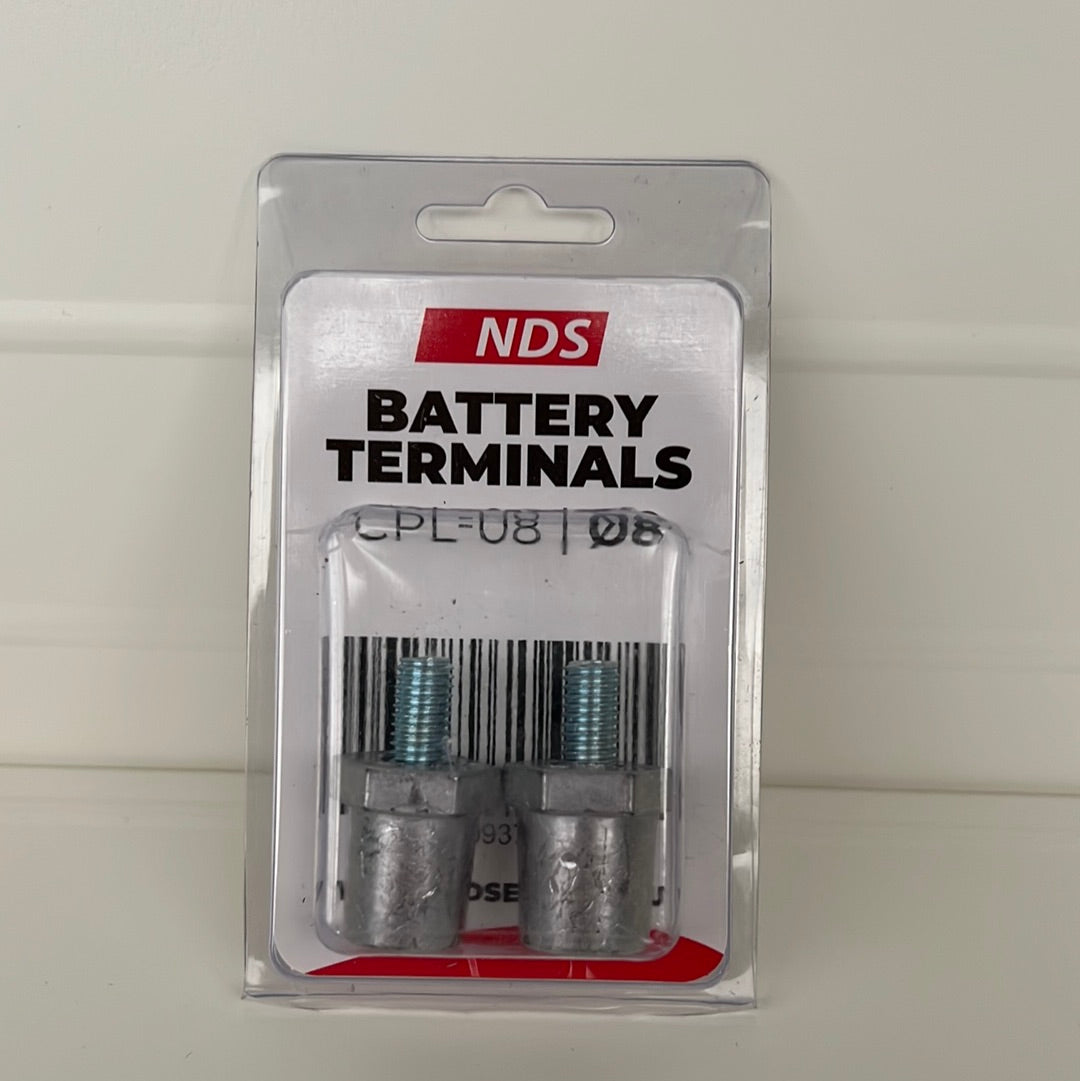 NDS
BATTERY
TERMINALS
CPL-08 | Ø8